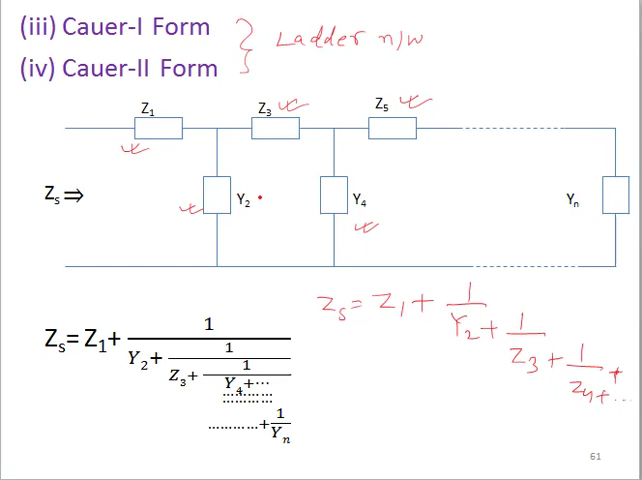 (iii) Cauer-I Form
(iv) Cauer-II Form
Ladder n/w
Z1 Z3 Z5
Zs⇒ Y2 Y4 Yn
Zs = Z1 + 1/Y2 + 1/Z3 + 1/Z4 + + ...
Zs= Z1+ 1
Y2+ 1
Z3+ 1
Y4+⋯
............
............+ 1/Yn
61